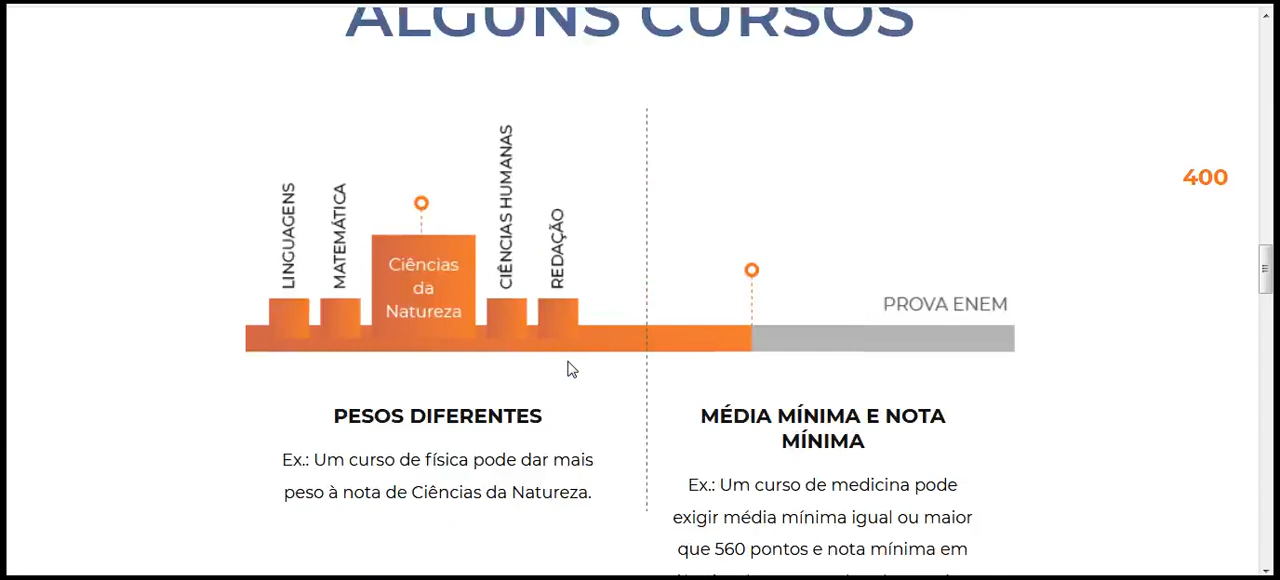 ALGUNS CURSOS
LINGUAGENS
MATEMÁTICA
Ciências
da
Natureza
CIÊNCIAS HUMANAS
REDAÇÃO
400
PROVA ENEM
PESOS DIFERENTES
Ex.: Um curso de física pode dar mais
peso à nota de Ciências da Natureza.
MÉDIA MÍNIMA E NOTA
MÍNIMA
Ex.: Um curso de medicina pode
exigir média mínima igual ou maior
que 560 pontos e nota mínima em